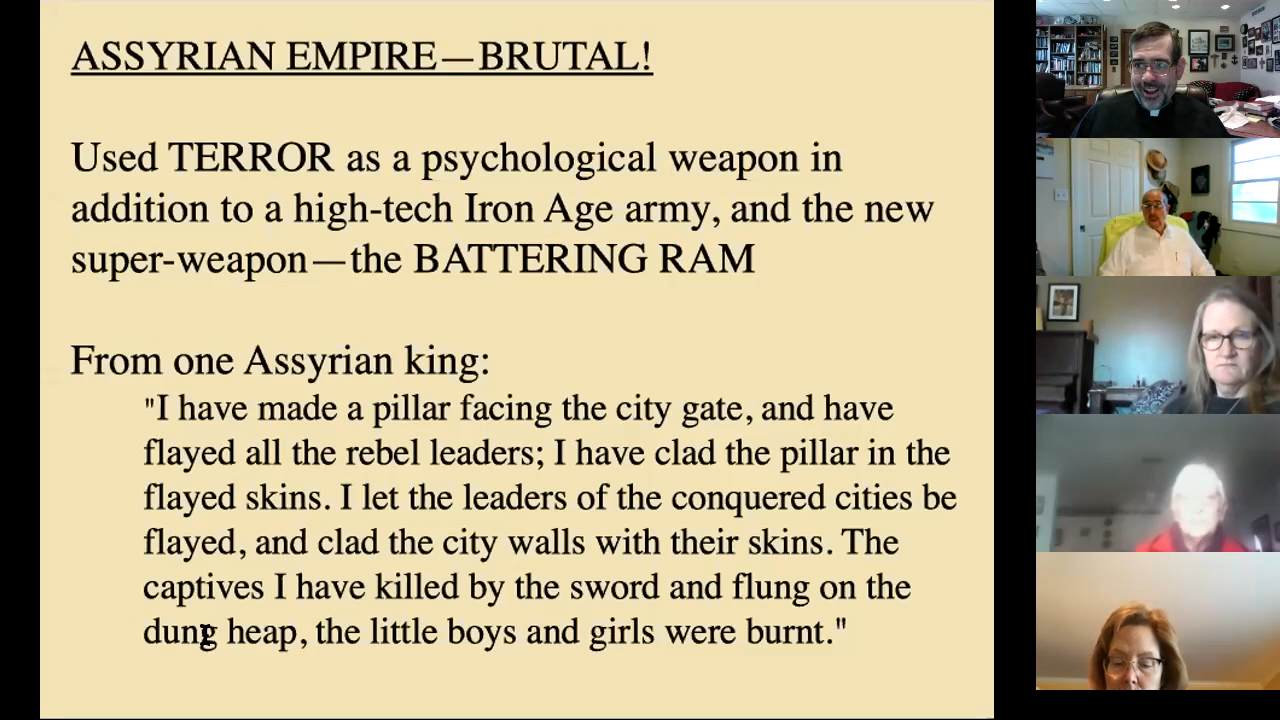 ASSYRIAN EMPIRE—BRUTAL!
Used TERROR as a psychological weapon in
addition to a high-tech Iron Age army, and the new
super-weapon—the BATTERING RAM
From one Assyrian king:
"I have made a pillar facing the city gate, and have
flayed all the rebel leaders; I have clad the pillar in the
flayed skins. I let the leaders of the conquered cities be
flayed, and clad the city walls with their skins. The
captives I have killed by the sword and flung on the
dung heap, the little boys and girls were burnt."